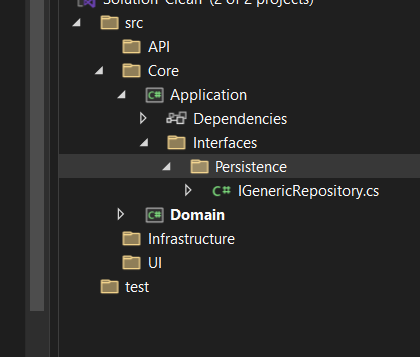 Solution 'Clean' (2 of 2 projects)
src
API
Core
Application
Dependencies
Interfaces
Persistence
IGenericRepository.cs
Domain
Infrastructure
UI
test